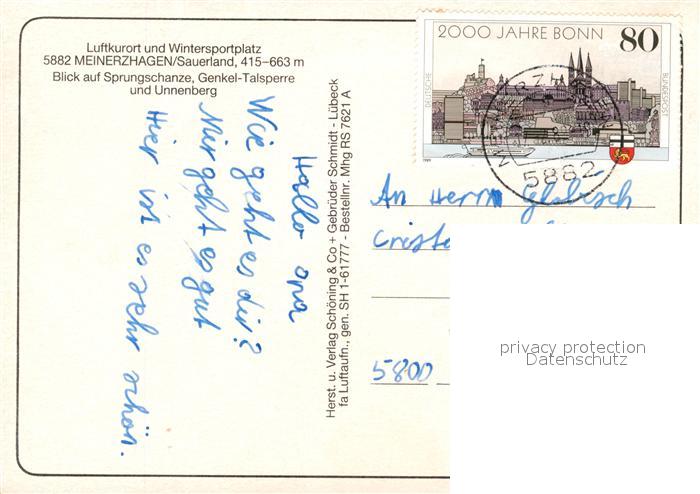 Luftkurort und Wintersportplatz
5882 MEINERZHAGEN/Sauerland, 415–663 m
Blick auf Sprungschanze, Genkel-Talsperre
und Unnenberg
Hallo opa
Wie geht es dir?
Mir geht es gut
Hier ist es sehr schön.
Herst. u. Verlag Schöning & Co + Gebrüder Schmidt - Lübeck
fa Luftaufn., gen. SH 1-61777 - Bestellnr. Mhg RS 7621 A
2000 JAHRE BONN 80
DEUTSCHE
BUNDESPOST
1989
5882
An Herrn
5800
privacy protection
Datenschutz